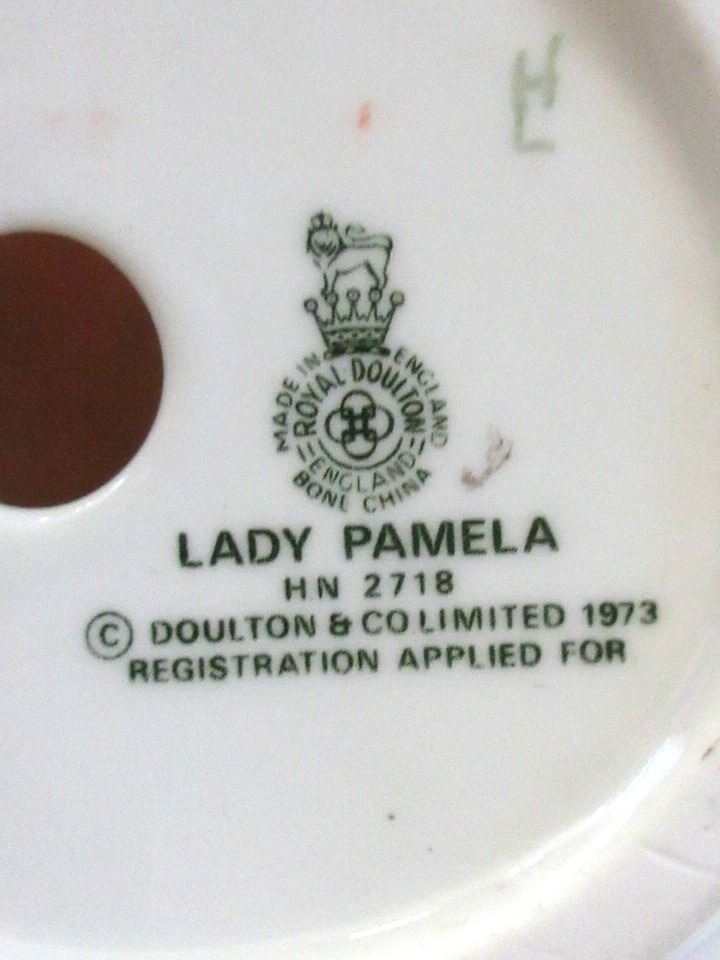 HL
MADE IN ENGLAND
ROYAL DOULTON
ENGLAND
BONE CHINA
LADY PAMELA
HN 2718
© DOULTON & CO LIMITED 1973
REGISTRATION APPLIED FOR